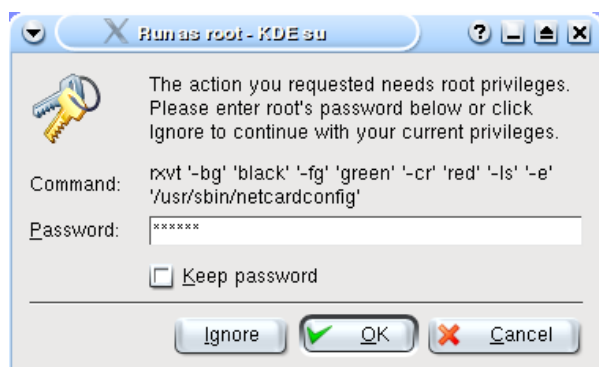 Run as root - KDE su
The action you requested needs root privileges.
Please enter root's password below or click
Ignore to continue with your current privileges.
Command: rxvt '-bg' 'black' '-fg' 'green' '-cr' 'red' '-ls' '-e'
'/usr/sbin/netcardconfig'
Password: ******
Keep password
Ignore OK Cancel